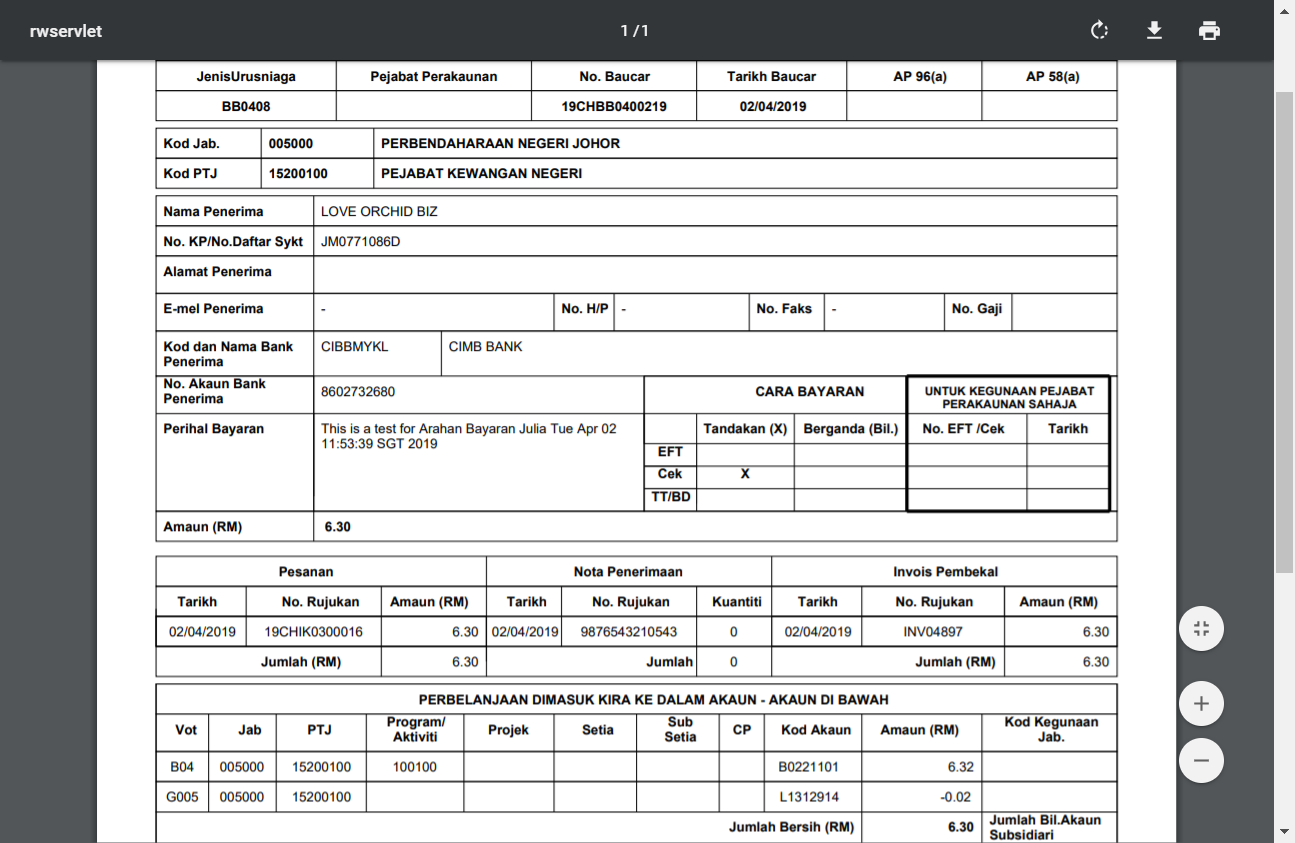 rwservlet
1 / 1
JenisUrusniaga Pejabat Perakaunan No. Baucar Tarikh Baucar AP 96(a) AP 58(a)
BB0408 19CHBB0400219 02/04/2019
Kod Jab. 005000 PERBENDAHARAAN NEGERI JOHOR
Kod PTJ 15200100 PEJABAT KEWANGAN NEGERI
Nama Penerima LOVE ORCHID BIZ
No. KP/No.Daftar Sykt JM0771086D
Alamat Penerima
E-mel Penerima - No. H/P - No. Faks - No. Gaji
Kod dan Nama Bank Penerima CIBBMYKL CIMB BANK
No. Akaun Bank Penerima 8602732680
CARA BAYARAN
UNTUK KEGUNAAN PEJABAT
PERAKAUNAN SAHAJA
Perihal Bayaran This is a test for Arahan Bayaran Julia Tue Apr 02
11:53:39 SGT 2019
Tandakan (X) Berganda (Bil.) No. EFT /Cek Tarikh
EFT
Cek X
TT/BD
Amaun (RM) 6.30
Pesanan Nota Penerimaan Invois Pembekal
Tarikh No. Rujukan Amaun (RM) Tarikh No. Rujukan Kuantiti Tarikh No. Rujukan Amaun (RM)
02/04/2019 19CHIK0300016 6.30 02/04/2019 9876543210543 0 02/04/2019 INV04897 6.30
Jumlah (RM) 6.30 Jumlah 0 Jumlah (RM) 6.30
PERBELANJAAN DIMASUK KIRA KE DALAM AKAUN - AKAUN DI BAWAH
Vot Jab PTJ Program/ Aktiviti Projek Setia Sub Setia CP Kod Akaun Amaun (RM) Kod Kegunaan Jab.
B04 005000 15200100 100100 B0221101 6.32
G005 005000 15200100 L1312914 -0.02
Jumlah Bersih (RM) 6.30 Jumlah Bil.Akaun Subsidiari